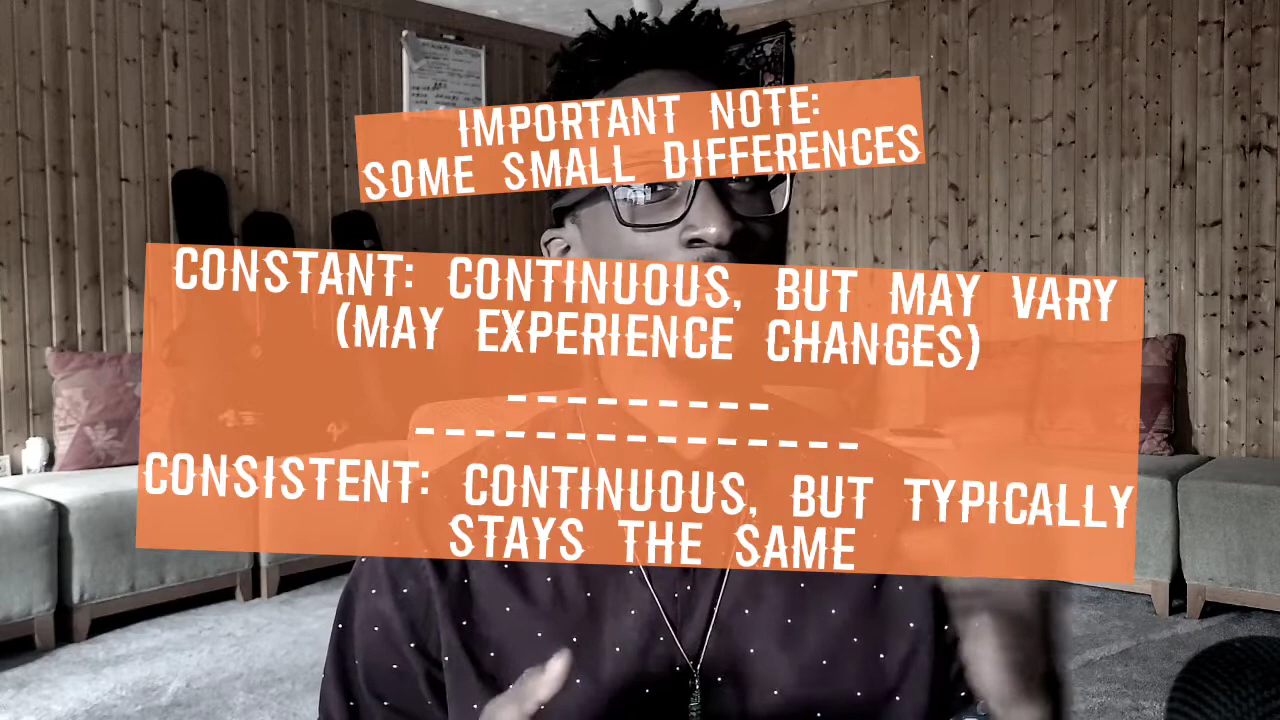 IMPORTANT NOTE:
SOME SMALL DIFFERENCES
CONSTANT: CONTINUOUS, BUT MAY VARY
(MAY EXPERIENCE CHANGES)
---------
---------------
CONSISTENT: CONTINUOUS, BUT TYPICALLY
STAYS THE SAME